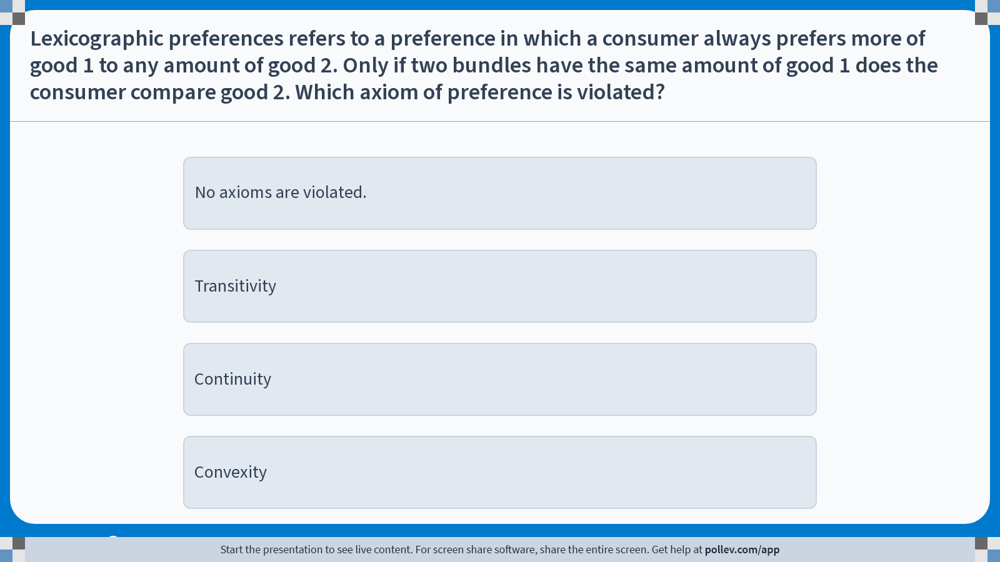 Lexicographic preferences refers to a preference in which a consumer always prefers more of
good 1 to any amount of good 2. Only if two bundles have the same amount of good 1 does the
consumer compare good 2. Which axiom of preference is violated?
No axioms are violated.
Transitivity
Continuity
Convexity
Start the presentation to see live content. For screen share software, share the entire screen. Get help at pollev.com/app